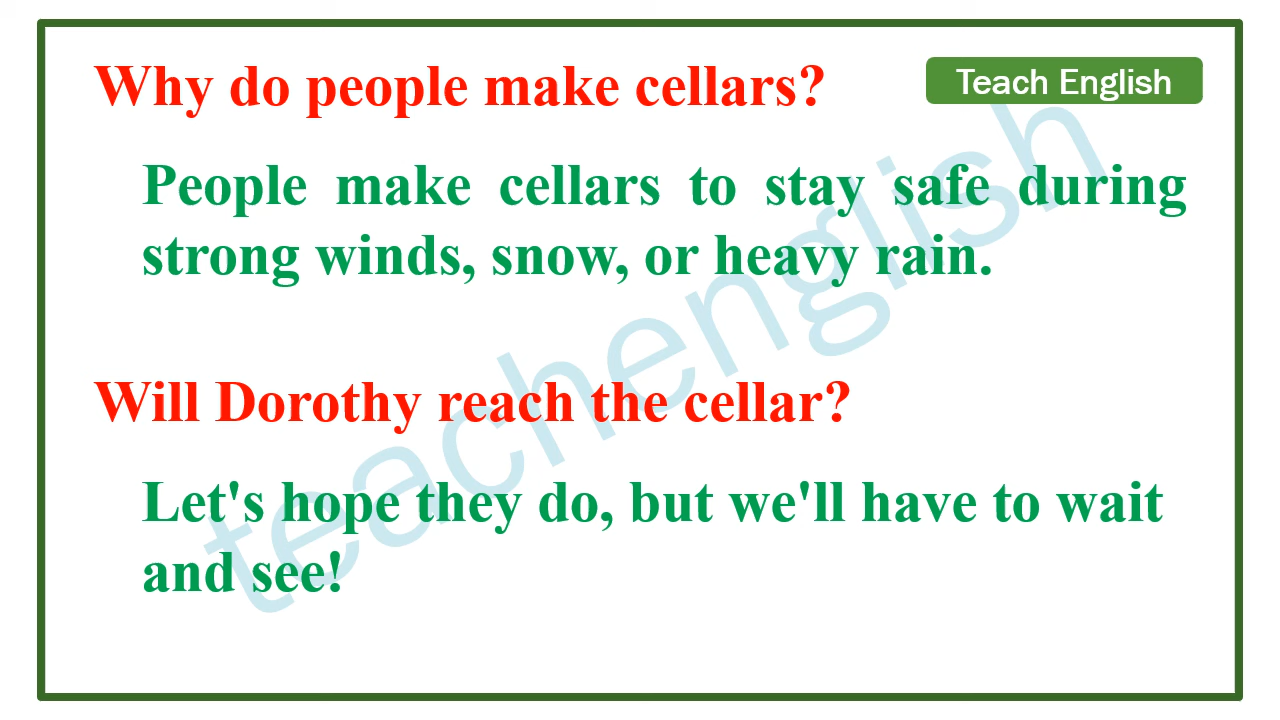 Why do people make cellars?
Teach English
People make cellars to stay safe during
strong winds, snow, or heavy rain.
Will Dorothy reach the cellar?
Let's hope they do, but we'll have to wait
and see!
teachenglish